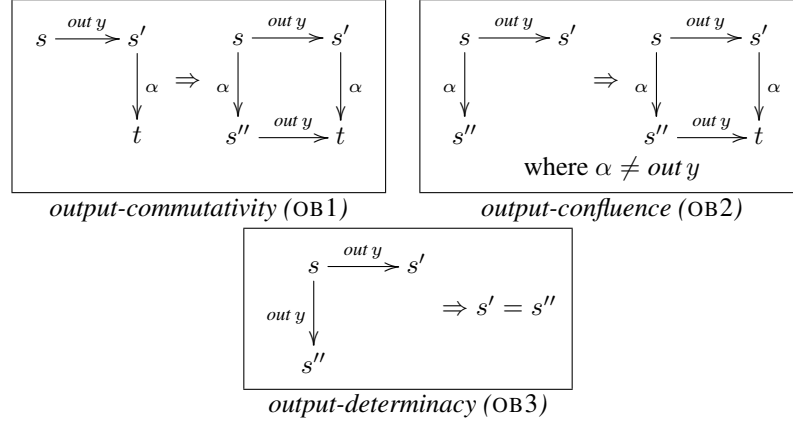 s out y s′ ⇒ s out y s′
α α α
t s″ out y t
output-commutativity (OB1)
s out y s′ ⇒ s out y s′
α α α
s″ s″ out y t
where α ≠ out y
output-confluence (OB2)
s out y s′
out y ⇒ s′ = s″
s″
output-determinacy (OB3)